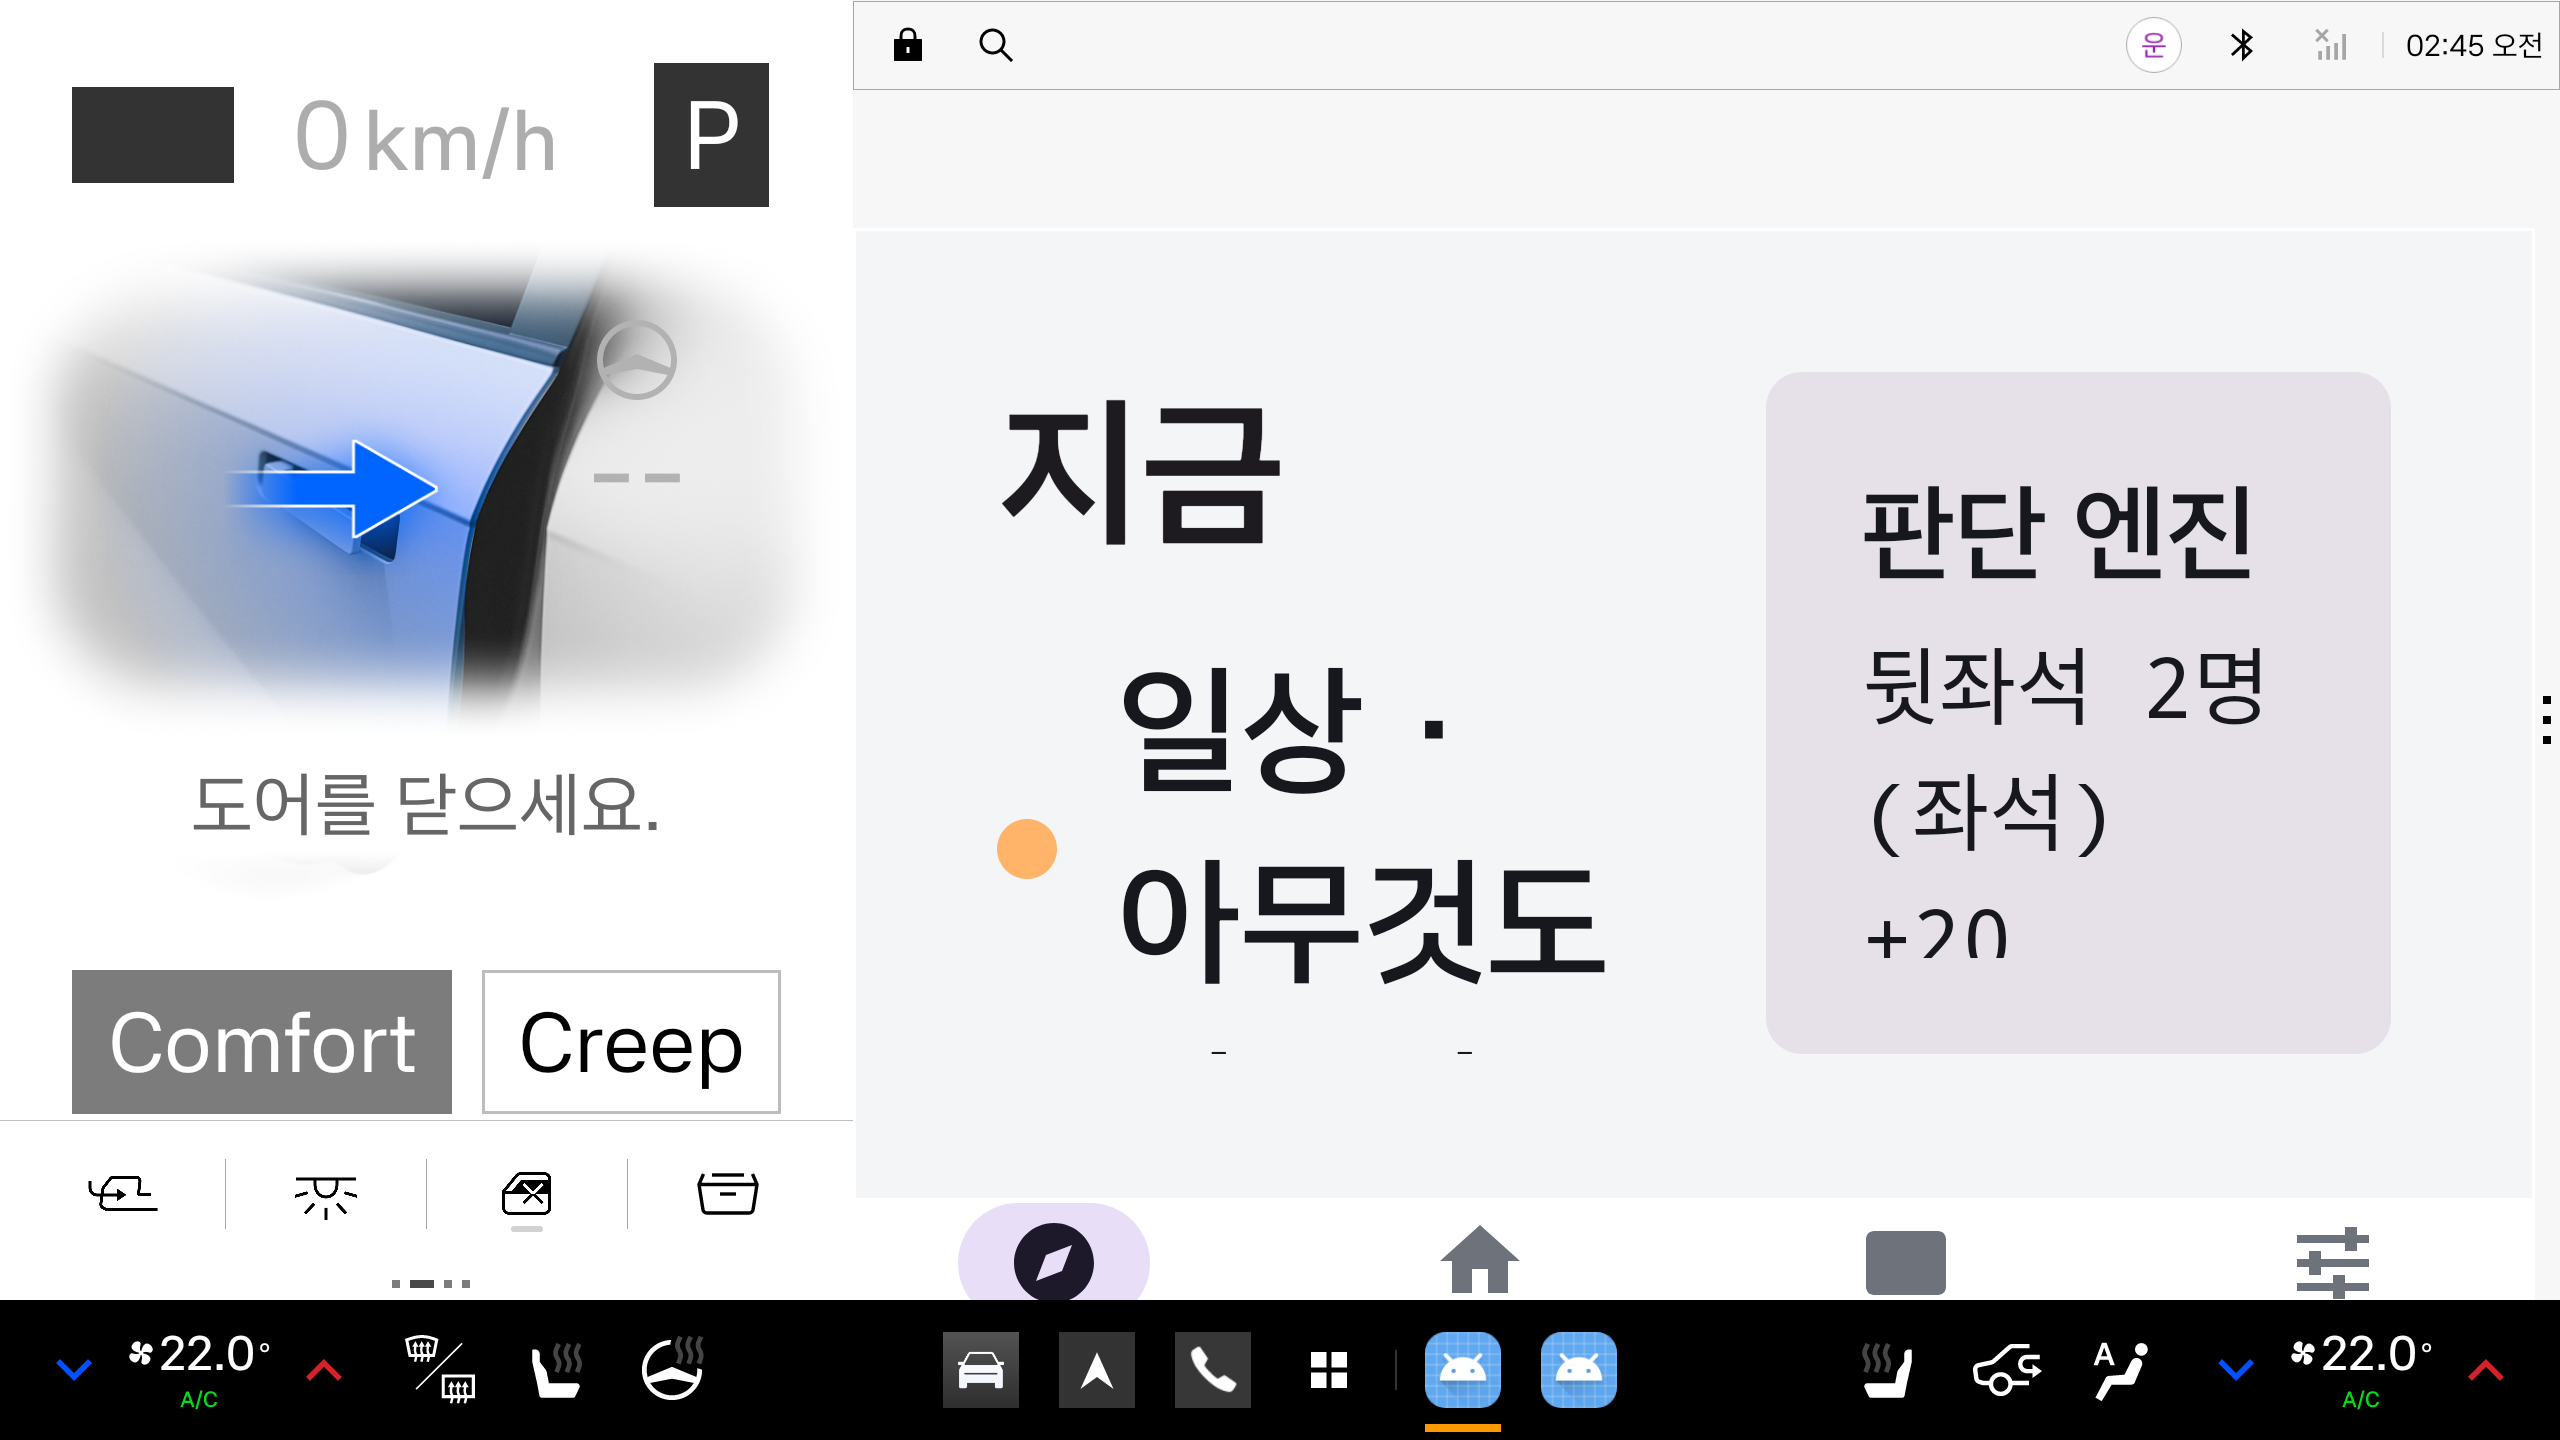 0 km/h
P
도어를 닫으세요.
Comfort
Creep
운
02:45 오전
지금
일상 ·
아무것도
판단 엔진
뒷좌석 2명
(좌석)
+20
22.0°
A/C
A
22.0°
A/C